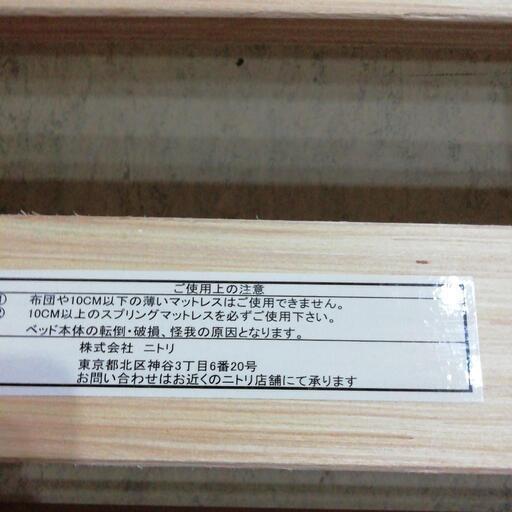 ご使用上の注意
① 布団や10CM以下の薄いマットレスはご使用できません。
② 10CM以上のスプリングマットレスを必ずご使用下さい。
ベッド本体の転倒・破損、怪我の原因となります。
株式会社 ニトリ
東京都北区神谷3丁目6番20号
お問い合わせはお近くのニトリ店舗にて承ります